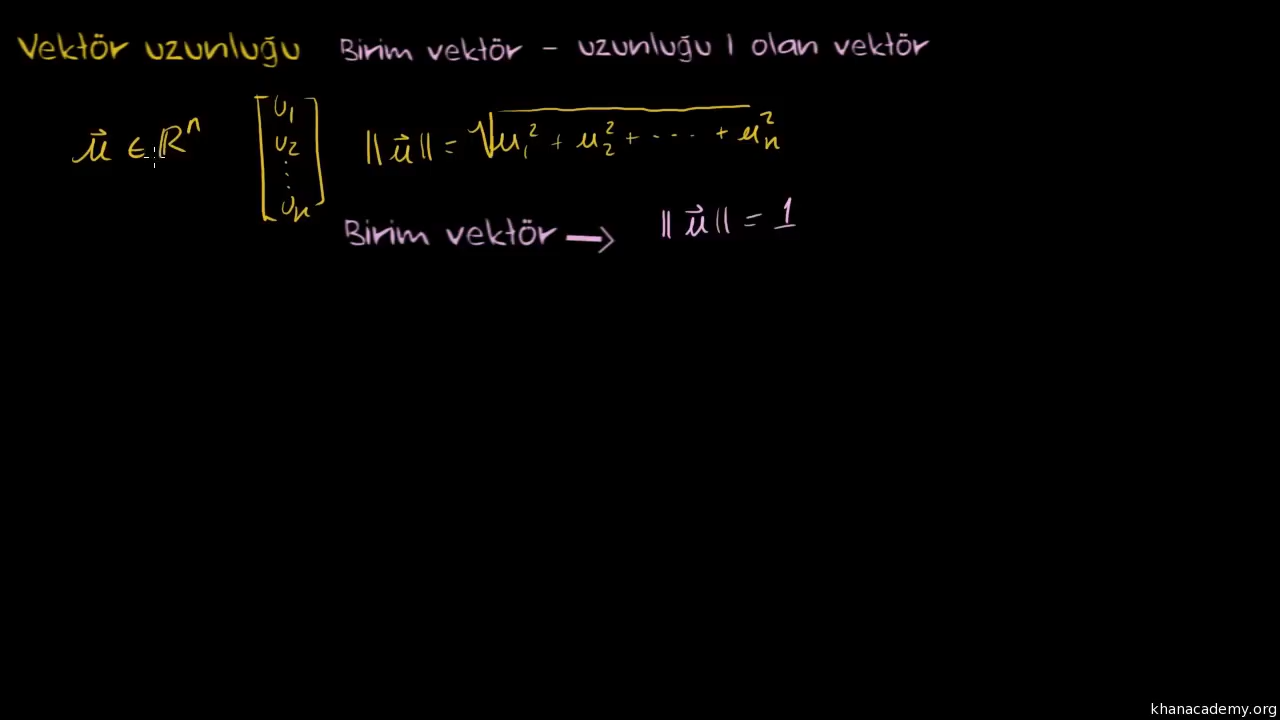 Vektör uzunluğu Birim vektör – uzunluğu 1 olan vektör
u⃗ ∈ ℝⁿ [u₁ u₂ ⋮ uₙ] ‖u⃗‖ = √(u₁² + u₂² + ⋯ + uₙ²)
Birim vektör → ‖u⃗‖ = 1
khanacademy.org